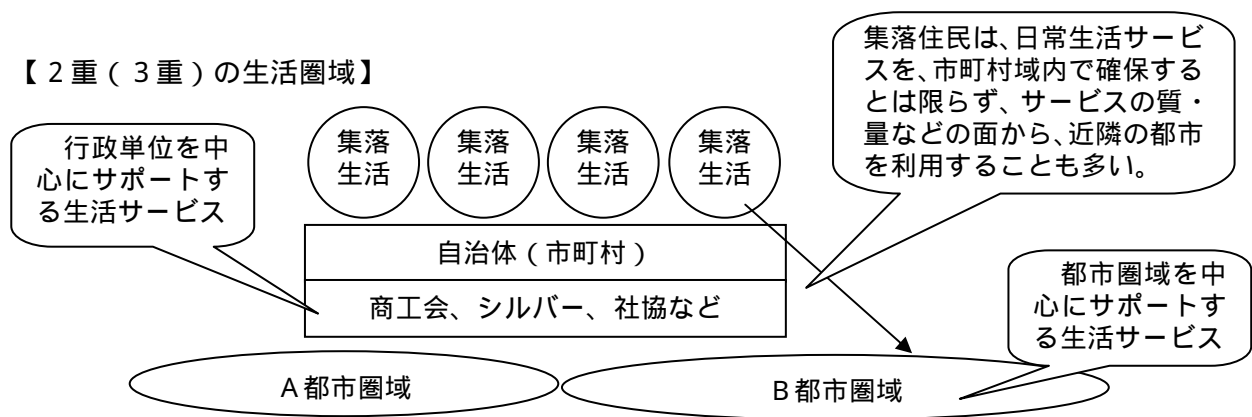 【２重（３重）の生活圏域】
集落住民は、日常生活サービ
スを、市町村域内で確保する
とは限らず、サービスの質・
量などの面から、近隣の都市
を利用することも多い。
行政単位を中
心にサポートす
る生活サービス
集落
生活
集落
生活
集落
生活
集落
生活
自治体（市町村）
商工会、シルバー、社協など
都市圏域を中
心にサポートす
る生活サービス
Ａ都市圏域
Ｂ都市圏域